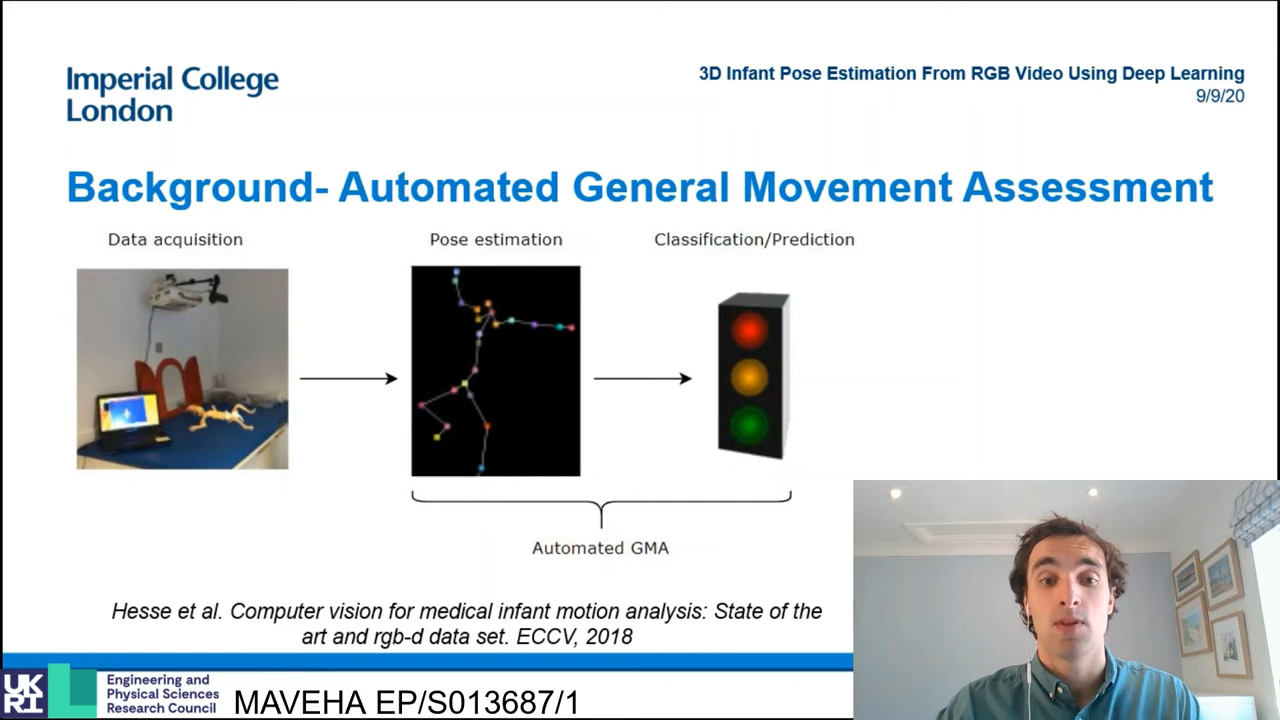 Imperial College
London
3D Infant Pose Estimation From RGB Video Using Deep Learning
9/9/20
Background- Automated General Movement Assessment
Data acquisition
Pose estimation
Classification/Prediction
Automated GMA
Hesse et al. Computer vision for medical infant motion analysis: State of the
art and rgb-d data set. ECCV, 2018
UK
RI
Engineering and
Physical Sciences
Research Council
MAVEHA EP/S013687/1